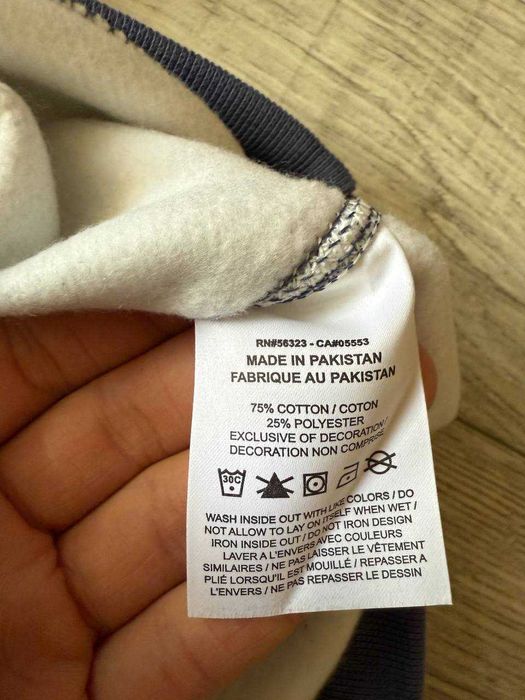 RN#56323 - CA#05553
MADE IN PAKISTAN
FABRIQUE AU PAKISTAN
75% COTTON / COTON
25% POLYESTER
EXCLUSIVE OF DECORATION/
DECORATION NON COMPRISE
30C
WASH INSIDE OUT WITH LIKE COLORS / DO
NOT ALLOW TO LAY ON ITSELF WHEN WET /
IRON INSIDE OUT / DO NOT IRON DESIGN
LAVER A L'ENVERS AVEC COULEURS
SIMILAIRES / NE PAS LAISSER LE VÊTEMENT
PLIÉ LORSQU'IL EST MOUILLÉ / REPASSER A
L'ENVERS / NE PAS REPASSER LE DESSIN